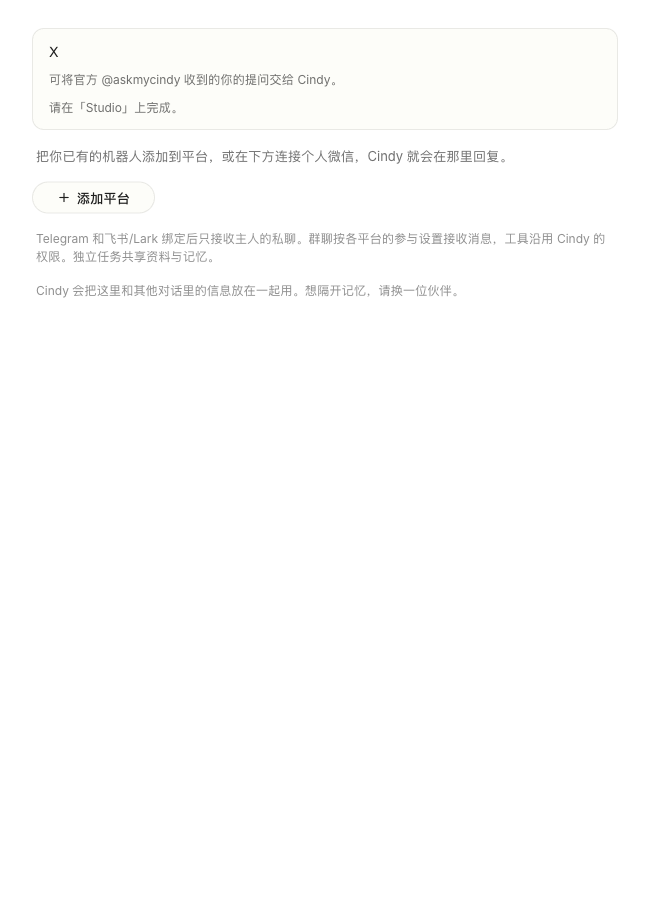 X
可将官方 @askmycindy 收到的你的提问交给 Cindy。
请在「Studio」上完成。
把你已有的机器人添加到平台，或在下方连接个人微信，Cindy 就会在那里回复。
+ 添加平台
Telegram 和飞书/Lark 绑定后只接收主人的私聊。群聊按各平台的参与设置接收消息，工具沿用 Cindy 的
权限。独立任务共享资料与记忆。
Cindy 会把这里和其他对话里的信息放在一起用。想隔开记忆，请换一位伙伴。